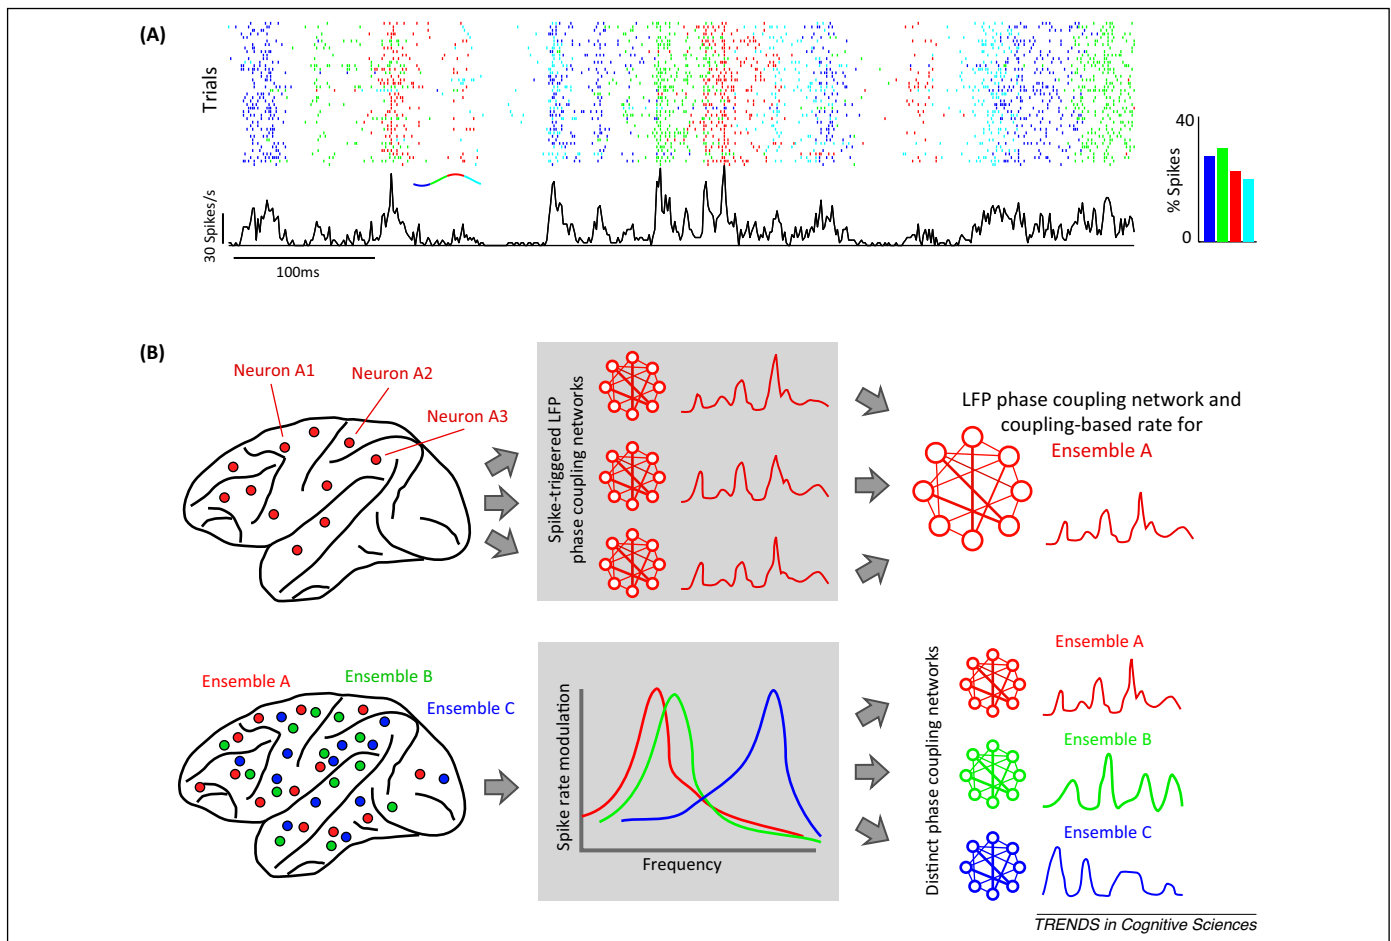 (A)
Trials
30 Spikes/s
100ms
% Spikes
40
0
(B)
Neuron A1
Neuron A2
Neuron A3
Spike-triggered LFP
phase coupling networks
LFP phase coupling network and
coupling-based rate for
Ensemble A
Ensemble A
Ensemble B
Ensemble C
Spike rate modulation
Frequency
Distinct phase coupling networks
Ensemble A
Ensemble B
Ensemble C
TRENDS in Cognitive Sciences